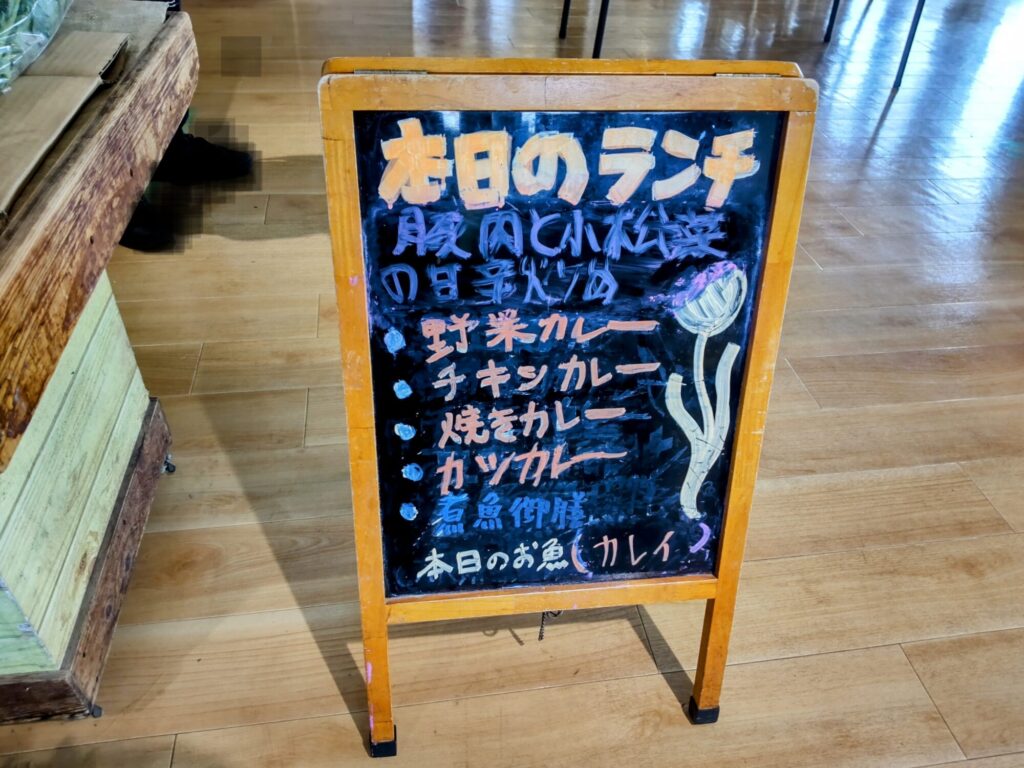 本日のランチ
豚肉と小松菜
の甘辛炒め
野菜カレー
チキンカレー
焼きカレー
カツカレー
煮魚御膳
本日のお魚(カレイ)